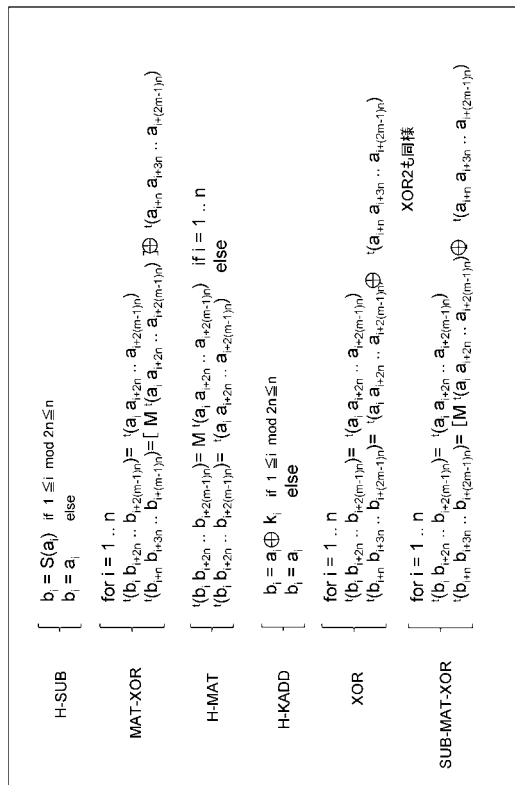 H-SUB
b_i = S(a_i) if 1 ≦i mod 2n≦n
b_i = a_i else
MAT-XOR
for i = 1 .. n
^t(b_i b_{i+2n} ·· b_{i+2(m-1)n})= ^t(a_i a_{i+2n} ·· a_{i+2(m-1)n})
^t(b_{i+n} b_{i+3n} ·· b_{i+(m-1)n})=[ M ^t(a_i a_{i+2n} ·· a_{i+2(m-1)n}) ]⊕ ^t(a_{i+n} a_{i+3n} ·· a_{i+(2m-1)n})
H-MAT
^t(b_i b_{i+2n} ·· b_{i+2(m-1)n})= M ^t(a_i a_{i+2n} ·· a_{i+2(m-1)n}) if i = 1 .. n
^t(b_i b_{i+2n} ·· b_{i+2(m-1)n})= ^t(a_i a_{i+2n} ·· a_{i+2(m-1)n}) else
H-KADD
b_i = a_i⊕ k_i if 1 ≦i mod 2n≦n
b_i = a_i else
XOR
for i = 1 .. n
^t(b_i b_{i+2n} ·· b_{i+2(m-1)n})= ^t(a_i a_{i+2n} ·· a_{i+2(m-1)n})
^t(b_{i+n} b_{i+3n} ·· b_{i+(2m-1)n})= ^t(a_i a_{i+2n} ·· a_{i+2(m-1)n})⊕ ^t(a_{i+n} a_{i+3n} ·· a_{i+(2m-1)n})
XOR2も同様
SUB-MAT-XOR
for i = 1 .. n
^t(b_i b_{i+2n} ·· b_{i+2(m-1)n})= ^t(a_i a_{i+2n} ·· a_{i+2(m-1)n})
^t(b_{i+n} b_{i+3n} ·· b_{i+(2m-1)n})= [M ^t(a_i a_{i+2n} ·· a_{i+2(m-1)n})⊕ ^t(a_{i+n} a_{i+3n} ·· a_{i+(2m-1)n})